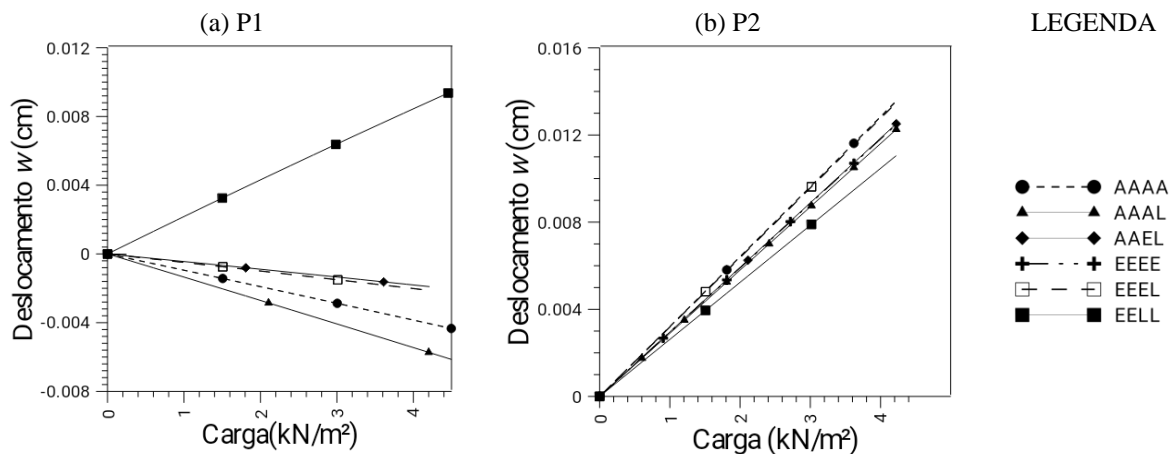 (a) P1
(b) P2
LEGENDA
0.012
0.008
0.004
0
-0.004
-0.008
Deslocamento w (cm)
0
1
2
3
4
Carga(kN/m²)
0.016
0.012
0.008
0.004
0
Deslocamento w (cm)
0
1
2
3
4
Carga (kN/m²)
AAAA
AAAL
AAEL
EEEE
EEEL
EELL